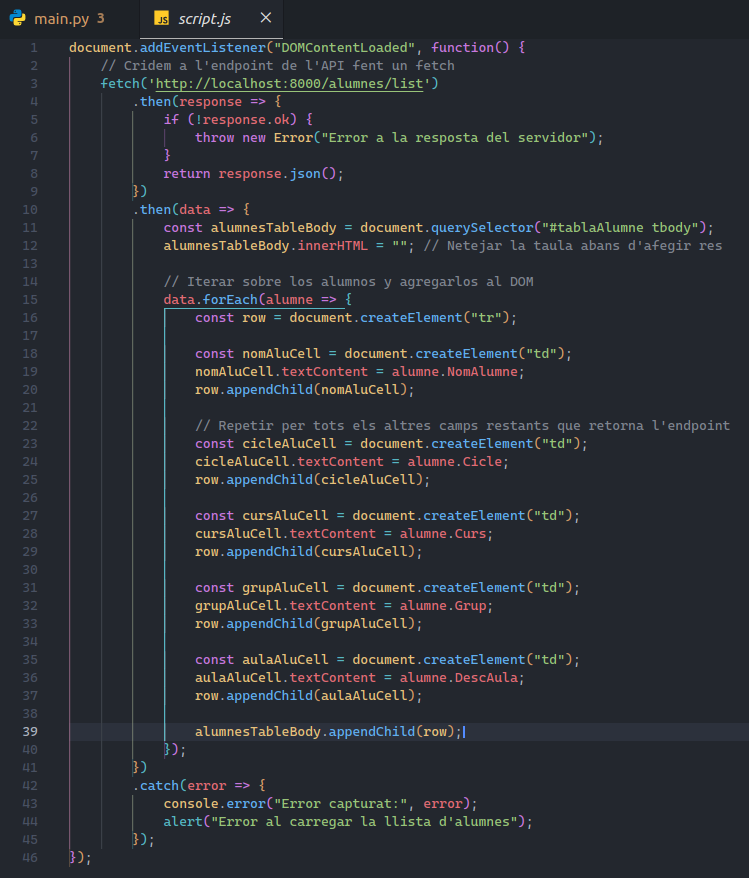 main.py 3
JS script.js ×
1 document.addEventListener("DOMContentLoaded", function() {
2 // Cridem a l'endpoint de l'API fent un fetch
3 fetch('http://localhost:8000/alumnes/list')
4 .then(response => {
5 if (!response.ok) {
6 throw new Error("Error a la resposta del servidor");
7 }
8 return response.json();
9 })
10 .then(data => {
11 const alumnesTableBody = document.querySelector("#tablaAlumne tbody");
12 alumnesTableBody.innerHTML = ""; // Netejar la taula abans d'afegir res
13
14 // Iterar sobre los alumnos y agregarlos al DOM
15 data.forEach(alumne => {
16 const row = document.createElement("tr");
17
18 const nomAluCell = document.createElement("td");
19 nomAluCell.textContent = alumne.NomAlumne;
20 row.appendChild(nomAluCell);
21
22 // Repetir per tots els altres camps restants que retorna l'endpoint
23 const cicleAluCell = document.createElement("td");
24 cicleAluCell.textContent = alumne.Cicle;
25 row.appendChild(cicleAluCell);
26
27 const cursAluCell = document.createElement("td");
28 cursAluCell.textContent = alumne.Curs;
29 row.appendChild(cursAluCell);
30
31 const grupAluCell = document.createElement("td");
32 grupAluCell.textContent = alumne.Grup;
33 row.appendChild(grupAluCell);
34
35 const aulaAluCell = document.createElement("td");
36 aulaAluCell.textContent = alumne.DescAula;
37 row.appendChild(aulaAluCell);
38
39 alumnesTableBody.appendChild(row);
40 });
41 })
42 .catch(error => {
43 console.error("Error capturat:", error);
44 alert("Error al carregar la llista d'alumnes");
45 });
46 });